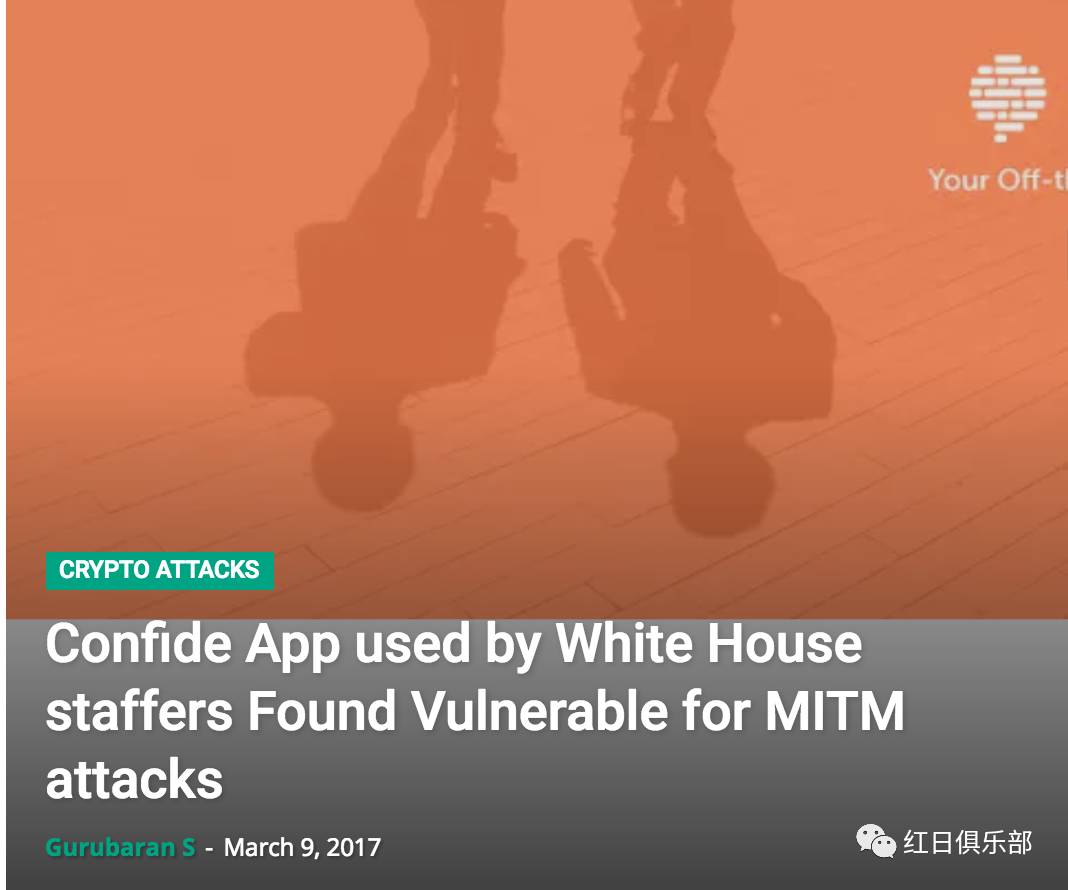 Your Off-t
CRYPTO ATTACKS
Confide App used by White House
staffers Found Vulnerable for MITM
attacks
Gurubaran S - March 9, 2017
红日俱乐部